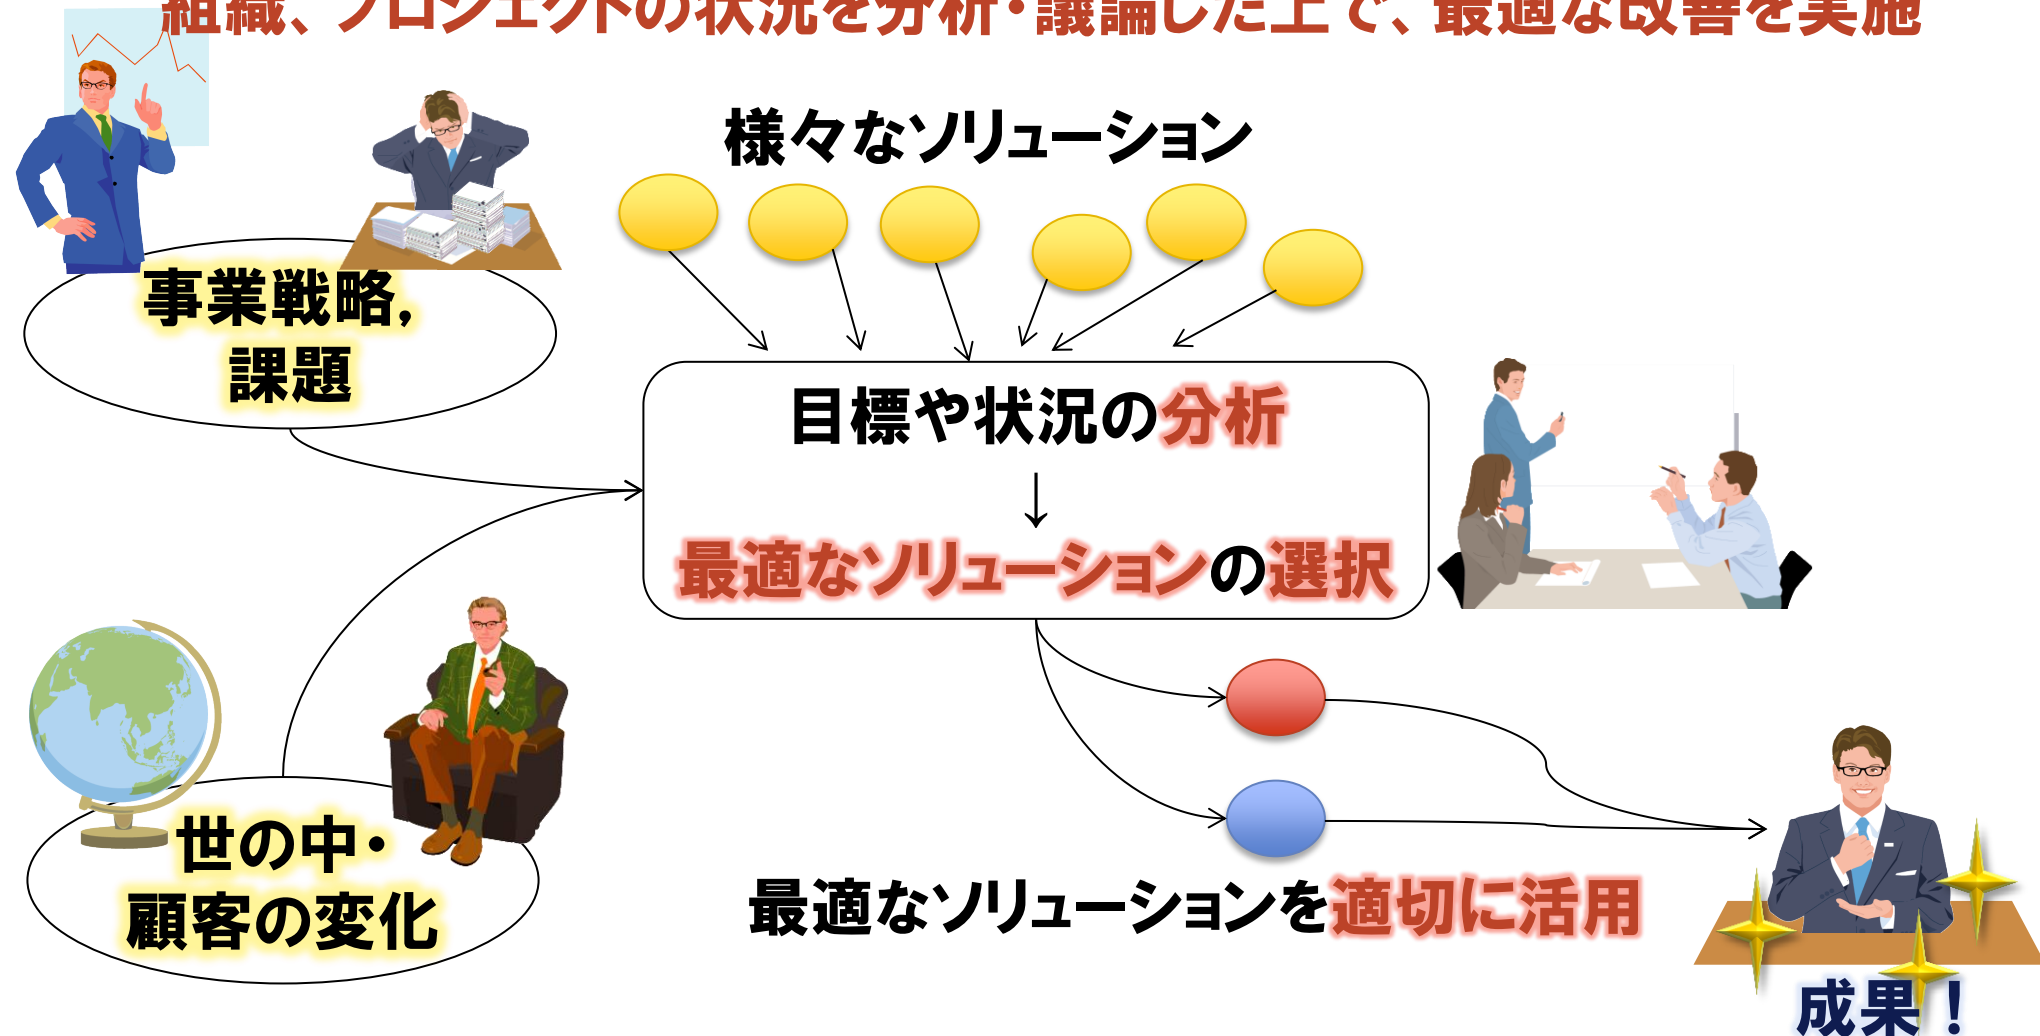 組織、プロジェクトの状況を分析・議論した上で、最適な改善を実施
様々なソリューション
事業戦略,
課題
目標や状況の分析
↓
最適なソリューションの選択
世の中・
顧客の変化
最適なソリューションを適切に活用
成果！